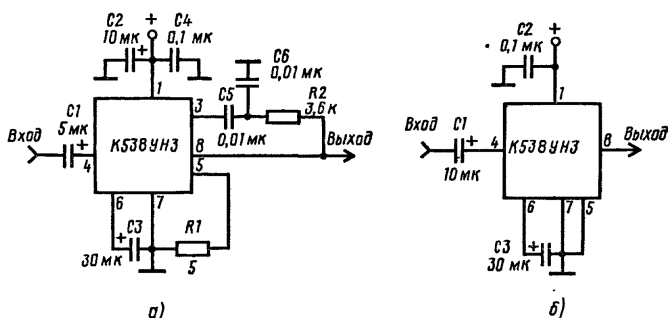 C2
10 мк
+
+
C4
0,1 мк
1
C6
0,01 мк
3
C5
0,01 мк
R2
3,6 к
Вход
C1
5 мк
+
4
К538УН3
8
Выход
5
6
7
+
C3
30 мк
R1
5
а)
C2
0,1 мк
+
1
Вход
C1
+
10 мк
4
К538УН3
8
Выход
6
7
5
C3
+
30 мк
б)